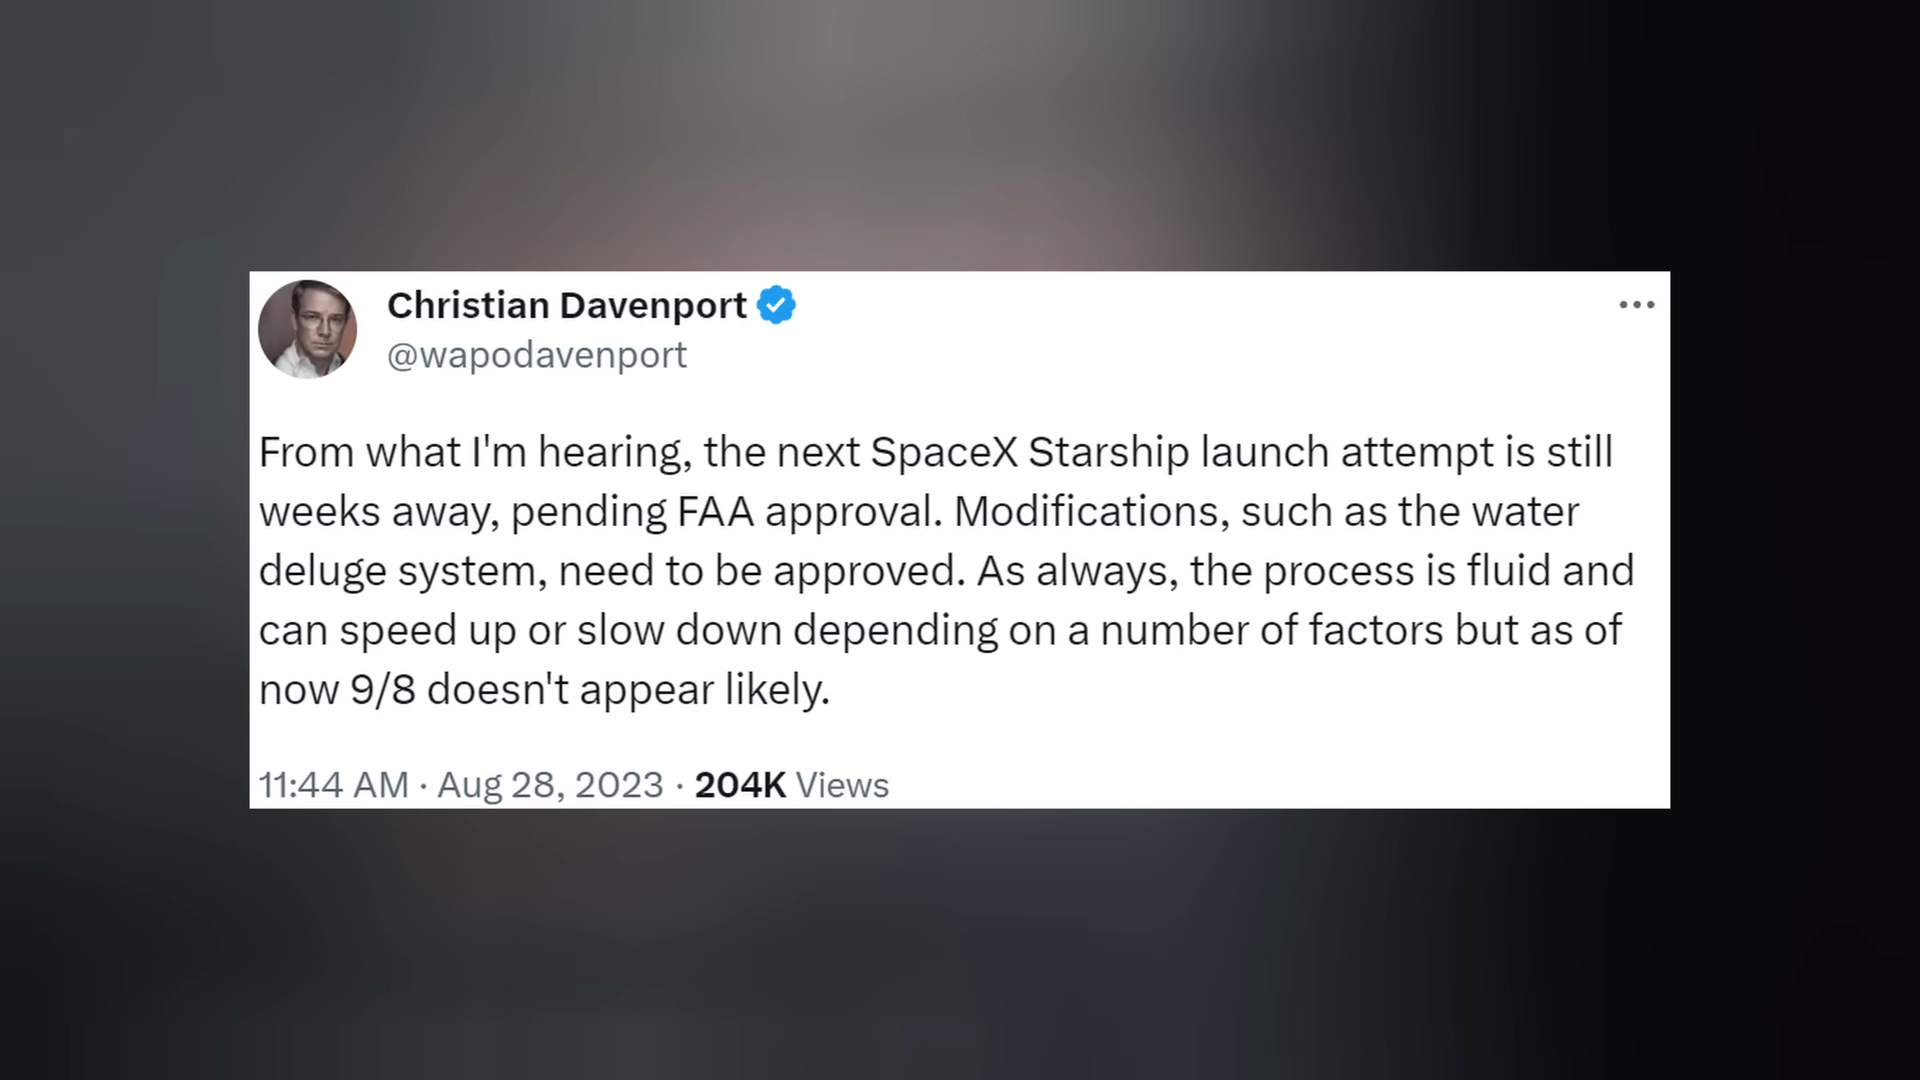 Christian Davenport
@wapodavenport
From what I'm hearing, the next SpaceX Starship launch attempt is still
weeks away, pending FAA approval. Modifications, such as the water
deluge system, need to be approved. As always, the process is fluid and
can speed up or slow down depending on a number of factors but as of
now 9/8 doesn't appear likely.
11:44 AM · Aug 28, 2023 · 204K Views